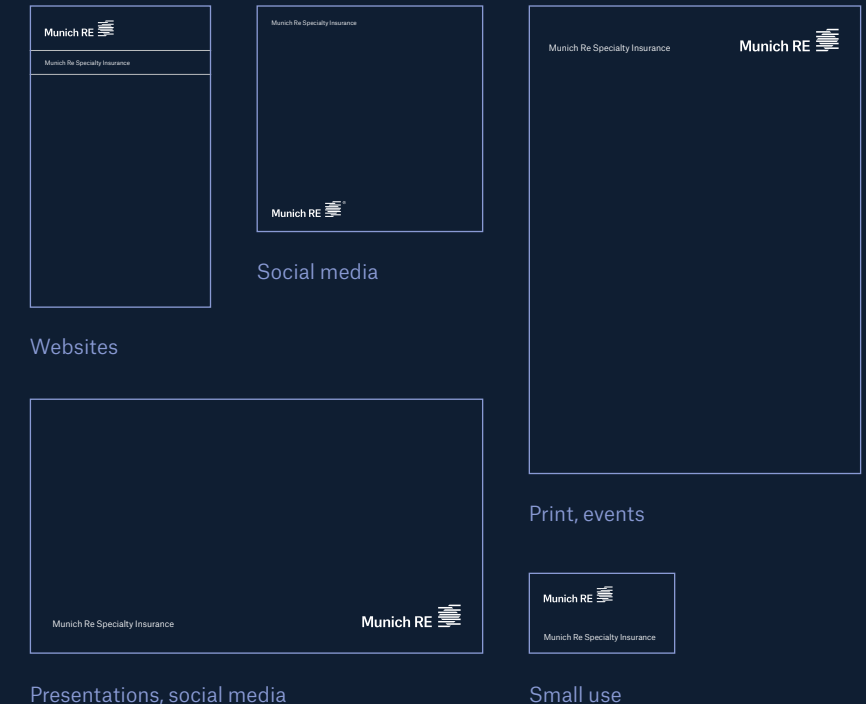 Munich RE
Munich Re Specialty Insurance
Websites
Munich Re Specialty Insurance
Munich RE
Social media
Munich Re Specialty Insurance
Munich RE
Print, events
Munich Re Specialty Insurance
Munich RE
Presentations, social media
Munich RE
Munich Re Specialty Insurance
Small use